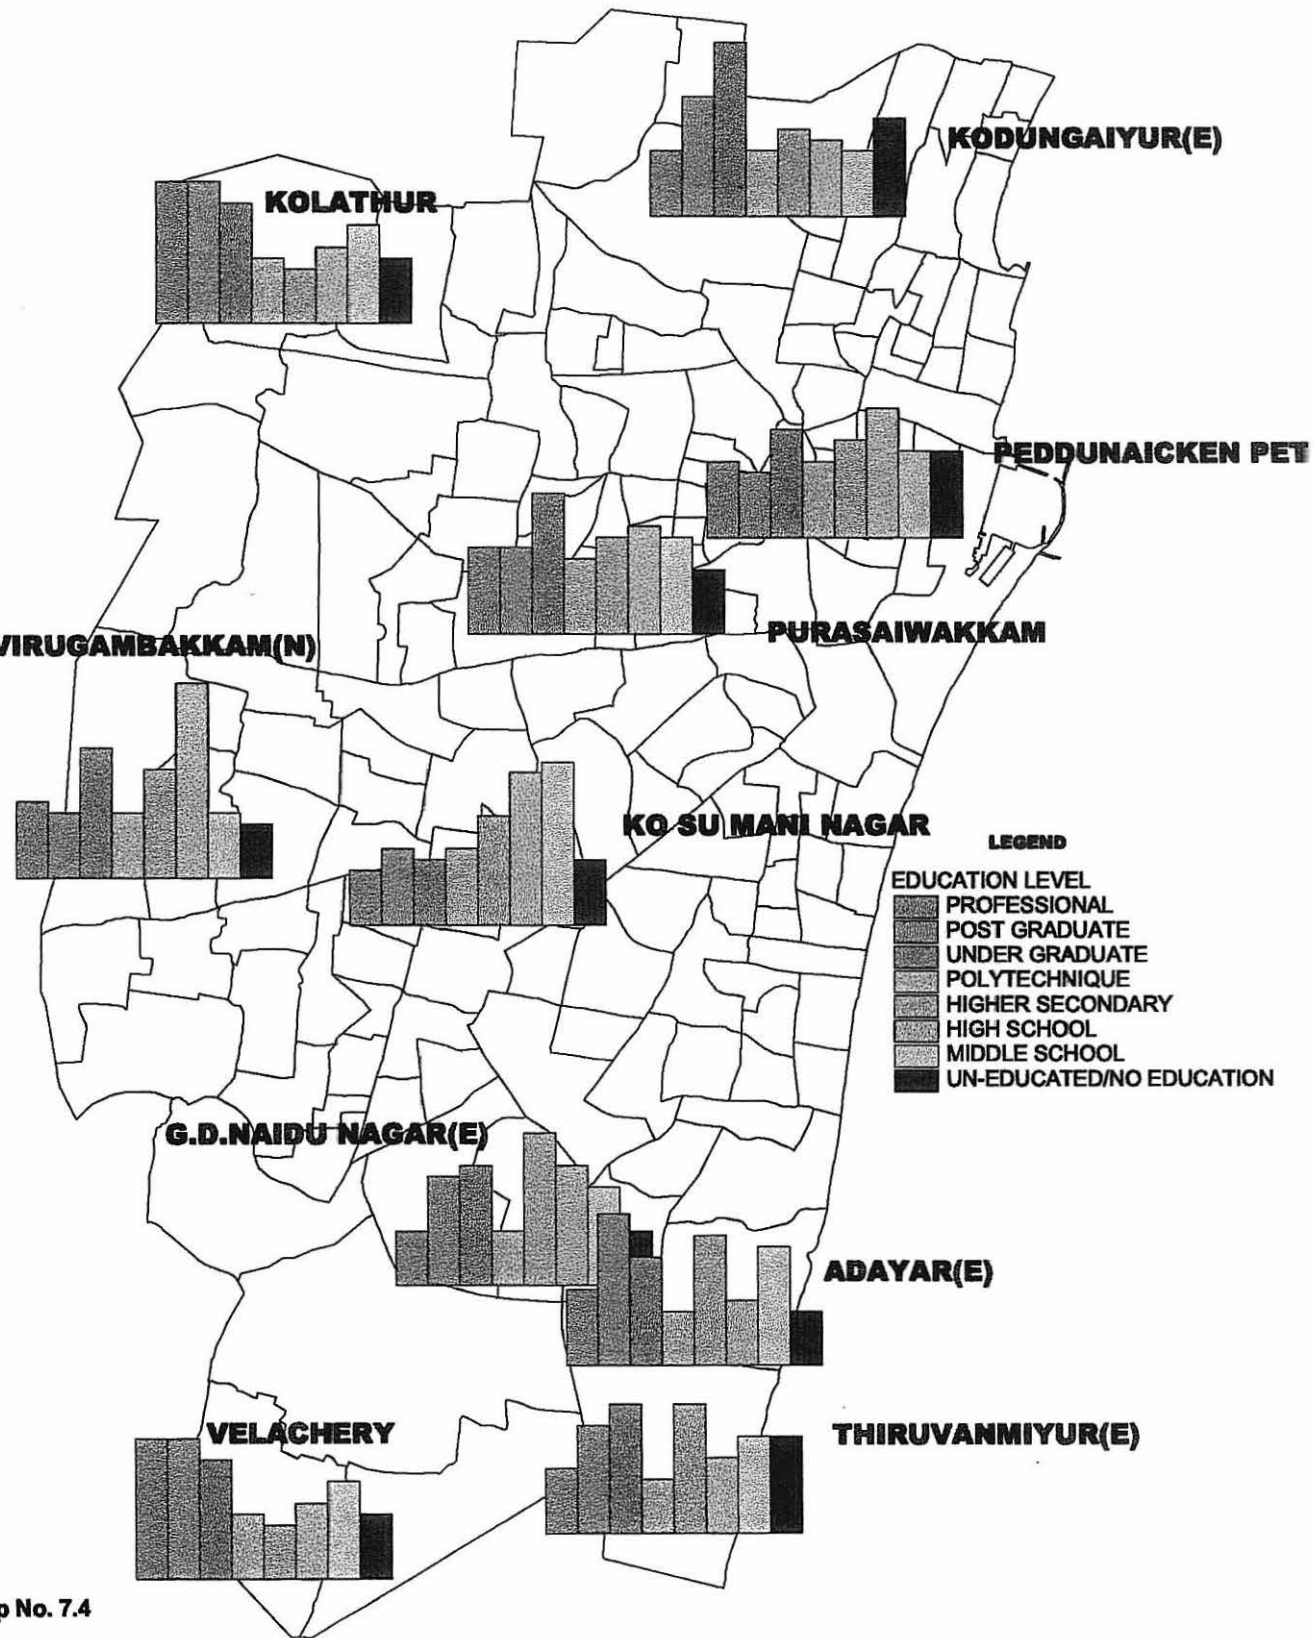 KODUNGAIYUR(E)
KOLATHUR
PEDDUNAICKEN PET
PURASAIWAKKAM
VIRUGAMBAKKAM(N)
KO SU MANI NAGAR
LEGEND
EDUCATION LEVEL
PROFESSIONAL
POST GRADUATE
UNDER GRADUATE
POLYTECHNIQUE
HIGHER SECONDARY
HIGH SCHOOL
MIDDLE SCHOOL
UN-EDUCATED/NO EDUCATION
G.D.NAIDU NAGAR(E)
ADAYAR(E)
VELACHERY
THIRUVANMIYUR(E)
p No. 7.4